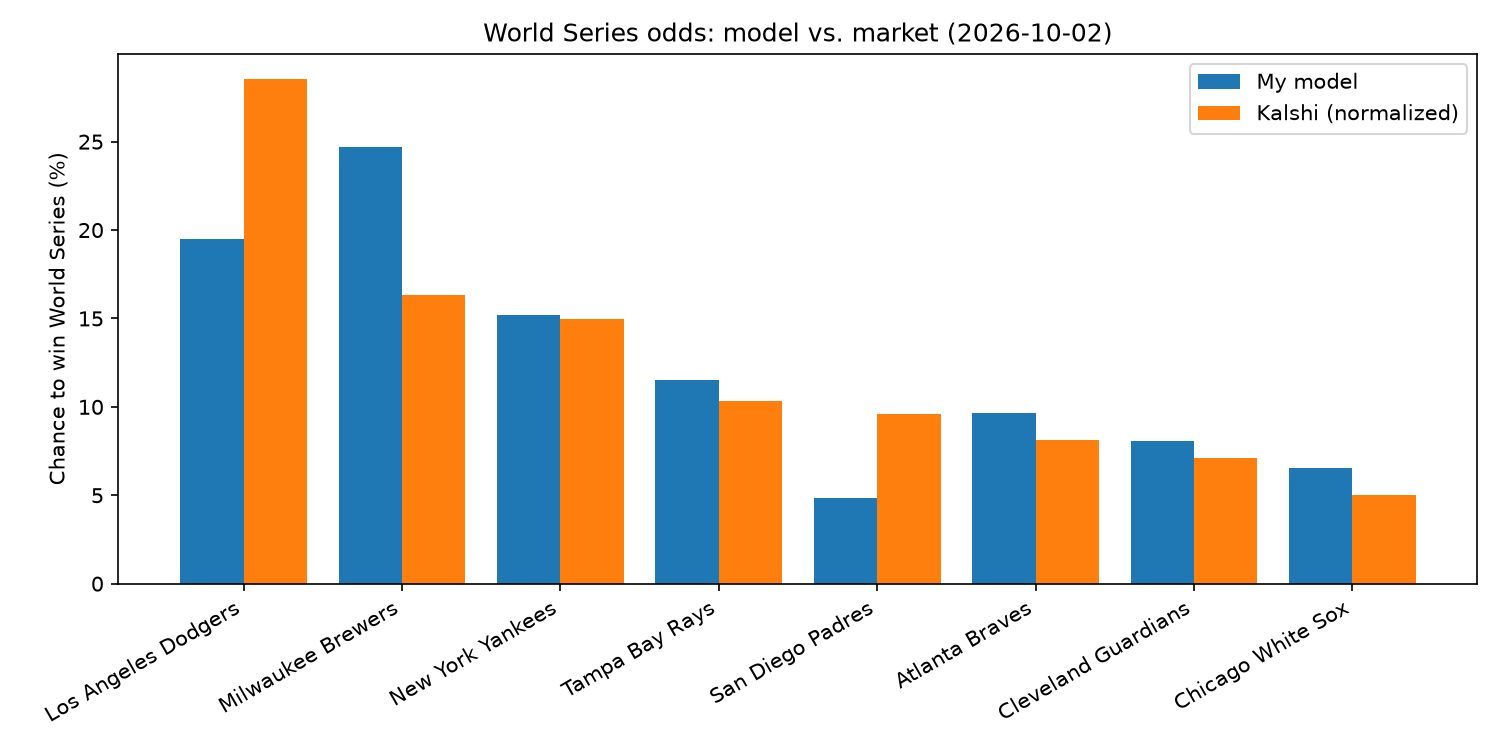 World Series odds: model vs. market (2026-10-02)
My model
Kalshi (normalized)
Chance to win World Series (%)
25
20
15
10
5
0
Los Angeles Dodgers
Milwaukee Brewers
New York Yankees
Tampa Bay Rays
San Diego Padres
Atlanta Braves
Cleveland Guardians
Chicago White Sox